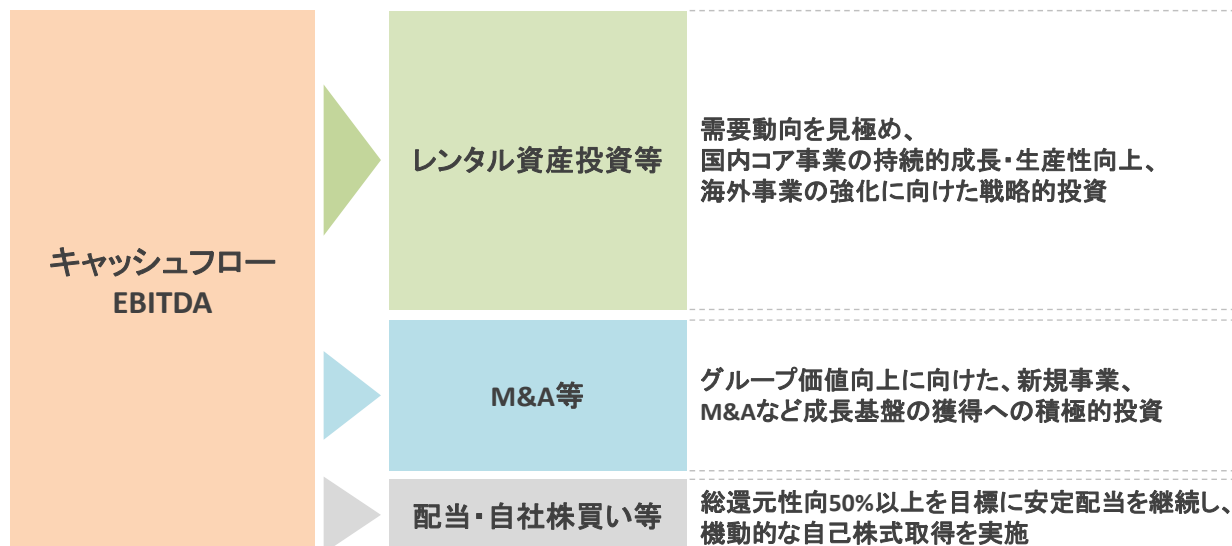 キャッシュフロー
EBITDA
レンタル資産投資等
需要動向を見極め、
国内コア事業の持続的成長・生産性向上、
海外事業の強化に向けた戦略的投資
M&A等
グループ価値向上に向けた、新規事業、
M&Aなど成長基盤の獲得への積極的投資
配当・自社株買い等
総還元性向50%以上を目標に安定配当を継続し、
機動的な自己株式取得を実施